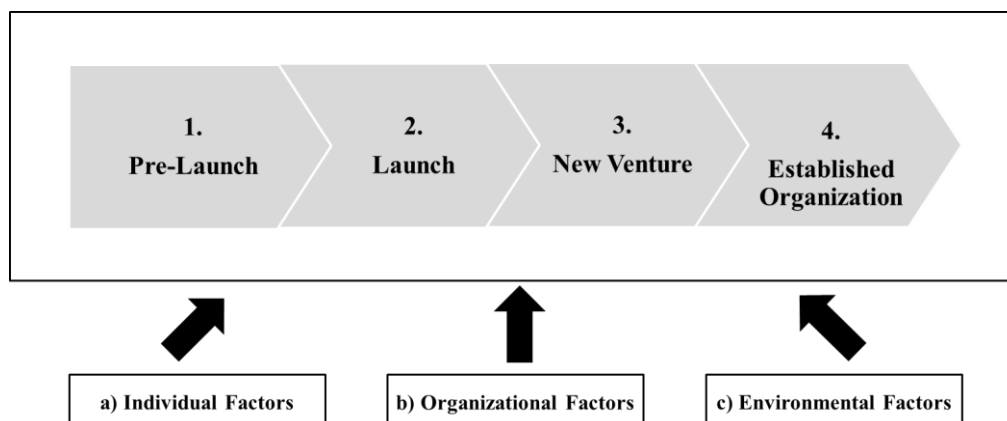 1.
Pre-Launch
2.
Launch
3.
New Venture
4.
Established
Organization
a) Individual Factors
b) Organizational Factors
c) Environmental Factors